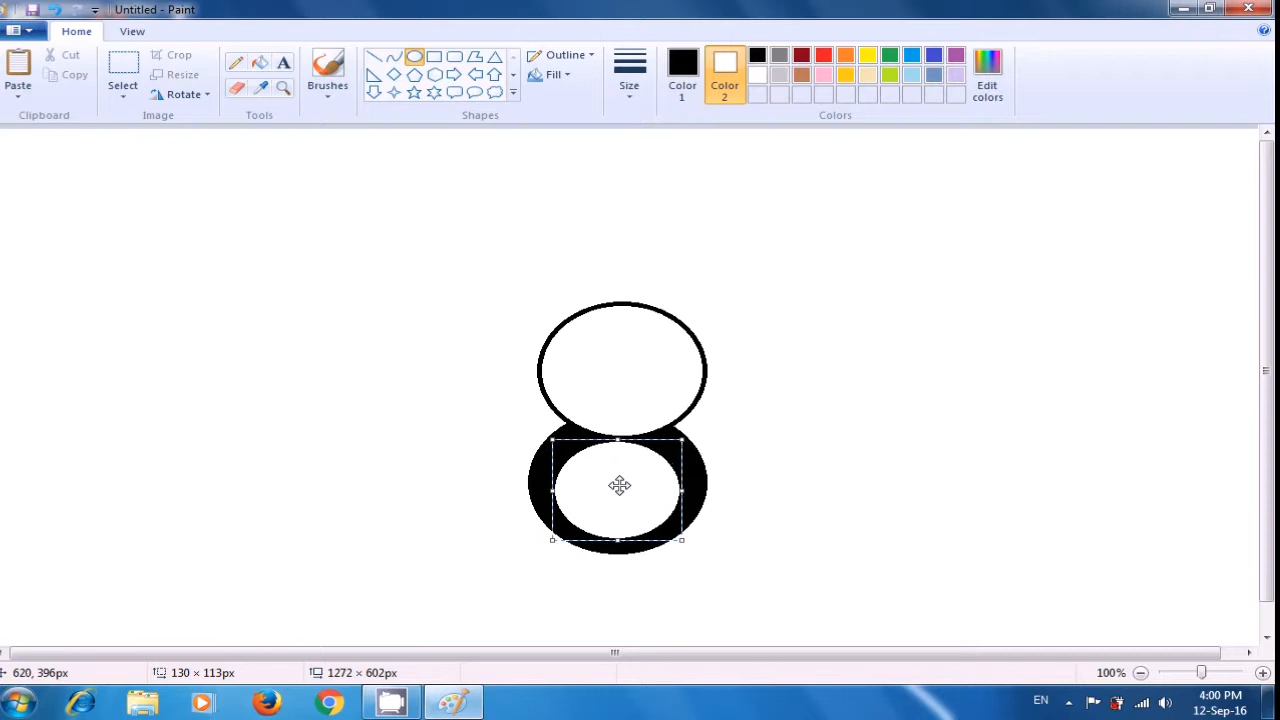 Untitled - Paint
Home View
Paste
Cut
Copy
Clipboard
Select
Crop
Resize
Rotate
Image
A
Tools
Brushes
Shapes
Outline
Fill
Size
Color 1
Color 2
Edit colors
Colors
620, 396px 130 × 113px 1272 × 602px 100%
EN 4:00 PM
12-Sep-16